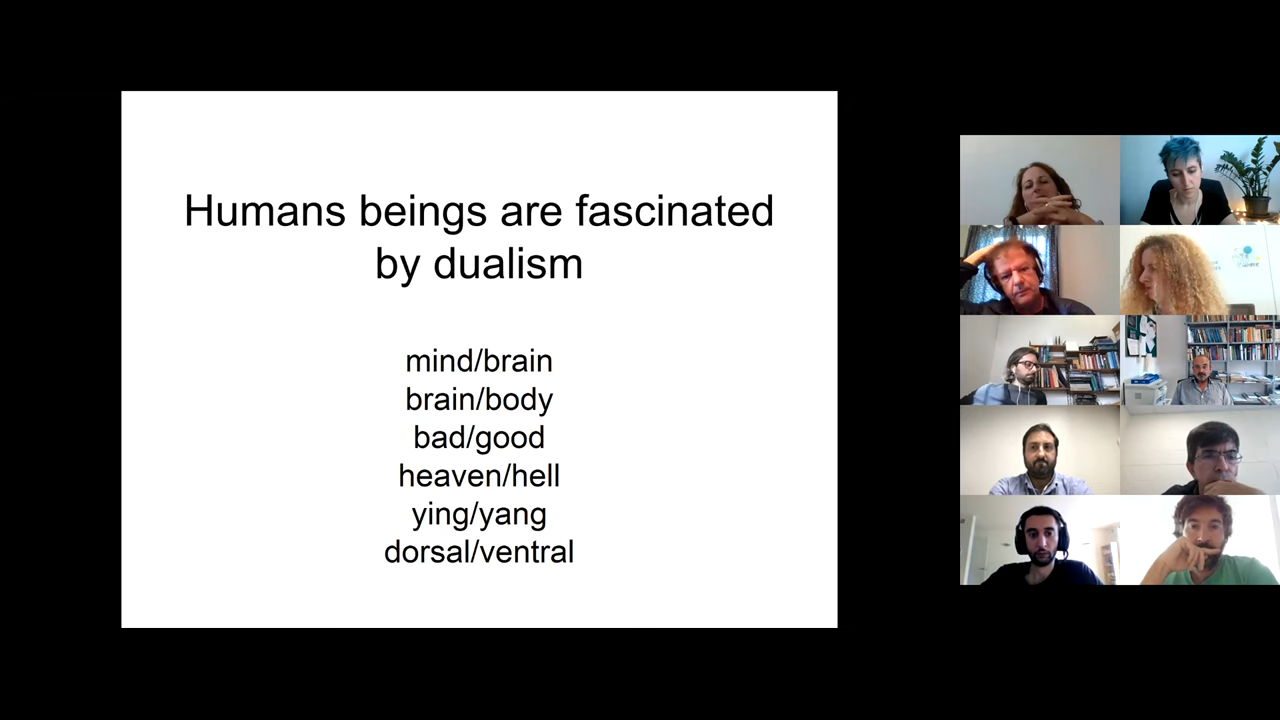 Humans beings are fascinated
by dualism
mind/brain
brain/body
bad/good
heaven/hell
ying/yang
dorsal/ventral